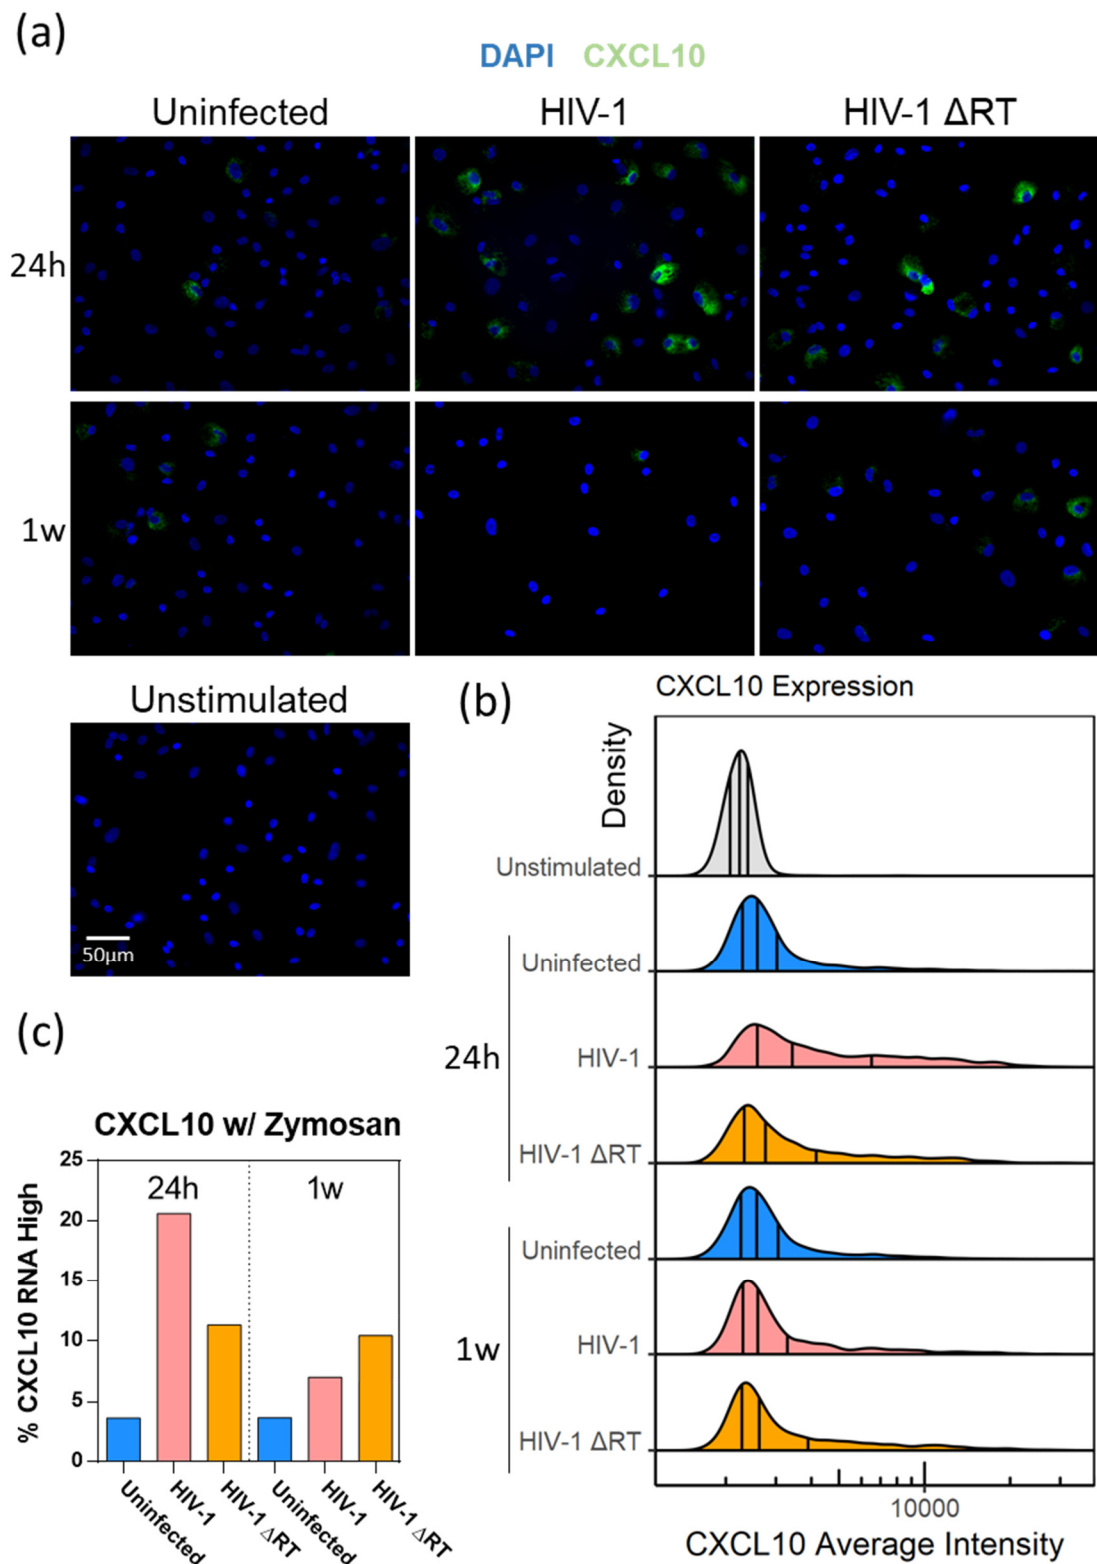 (a)
DAPI CXCL10
Uninfected HIV-1 HIV-1 ΔRT
24h
1w
Unstimulated
50μm
(b)
CXCL10 Expression
Density
Unstimulated
Uninfected
HIV-1
HIV-1 ΔRT
24h
Uninfected
HIV-1
HIV-1 ΔRT
1w
10000
CXCL10 Average Intensity
(c)
CXCL10 w/ Zymosan
% CXCL10 RNA High
25
20
15
10
5
0
24h 1w
Uninfected
HIV-1
HIV-1 ΔRT
Uninfected
HIV-1
HIV-1 ΔRT